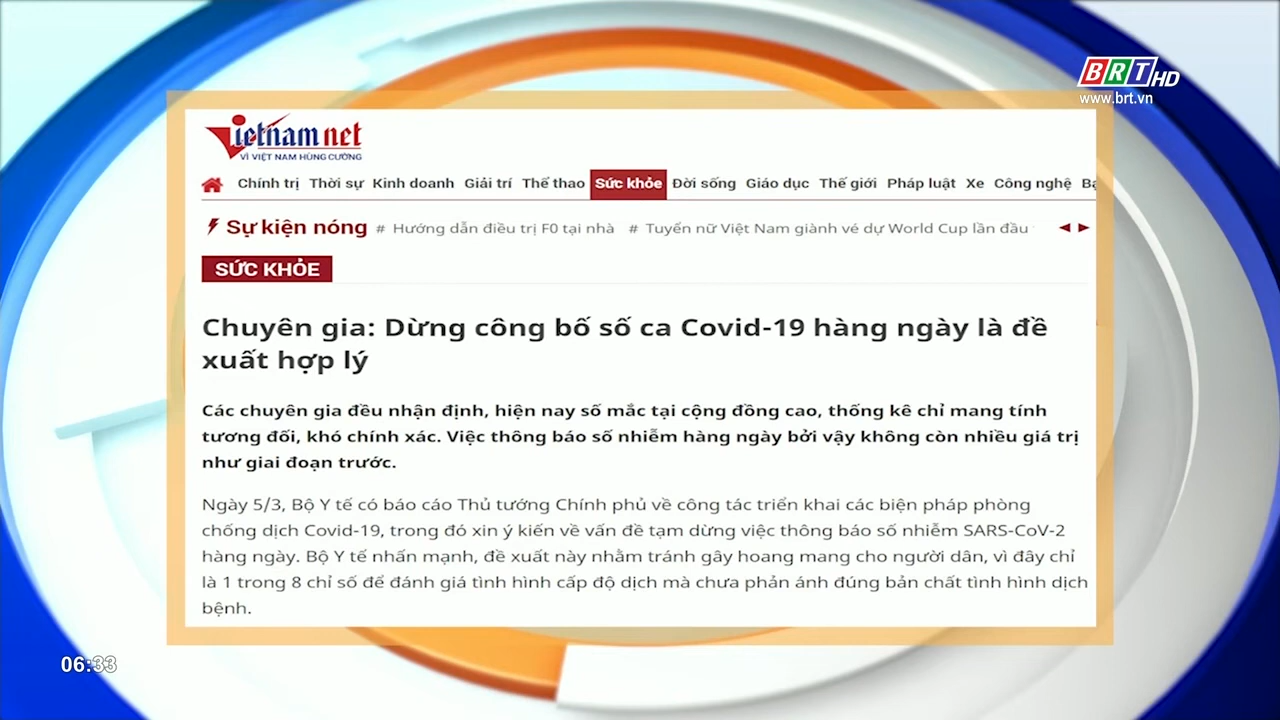 BRT HD
www.brt.vn
Vietnam net
VÌ VIỆT NAM HÙNG CƯỜNG
Chính trị Thời sự Kinh doanh Giải trí Thể thao Sức khỏe Đời sống Giáo dục Thế giới Pháp luật Xe Công nghệ
Sự kiện nóng # Hướng dẫn điều trị F0 tại nhà # Tuyển nữ Việt Nam giành vé dự World Cup lần đầu
SỨC KHỎE
Chuyên gia: Dừng công bố số ca Covid-19 hàng ngày là đề
xuất hợp lý
Các chuyên gia đều nhận định, hiện nay số mắc tại cộng đồng cao, thống kê chỉ mang tính
tương đối, khó chính xác. Việc thông báo số nhiễm hàng ngày bởi vậy không còn nhiều giá trị
như giai đoạn trước.
Ngày 5/3, Bộ Y tế có báo cáo Thủ tướng Chính phủ về công tác triển khai các biện pháp phòng
chống dịch Covid-19, trong đó xin ý kiến về vấn đề tạm dừng việc thông báo số nhiễm SARS-CoV-2
hàng ngày. Bộ Y tế nhấn mạnh, đề xuất này nhằm tránh gây hoang mang cho người dân, vì đây chỉ
là 1 trong 8 chỉ số để đánh giá tình hình cấp độ dịch mà chưa phản ánh đúng bản chất tình hình dịch
bệnh.
06:33